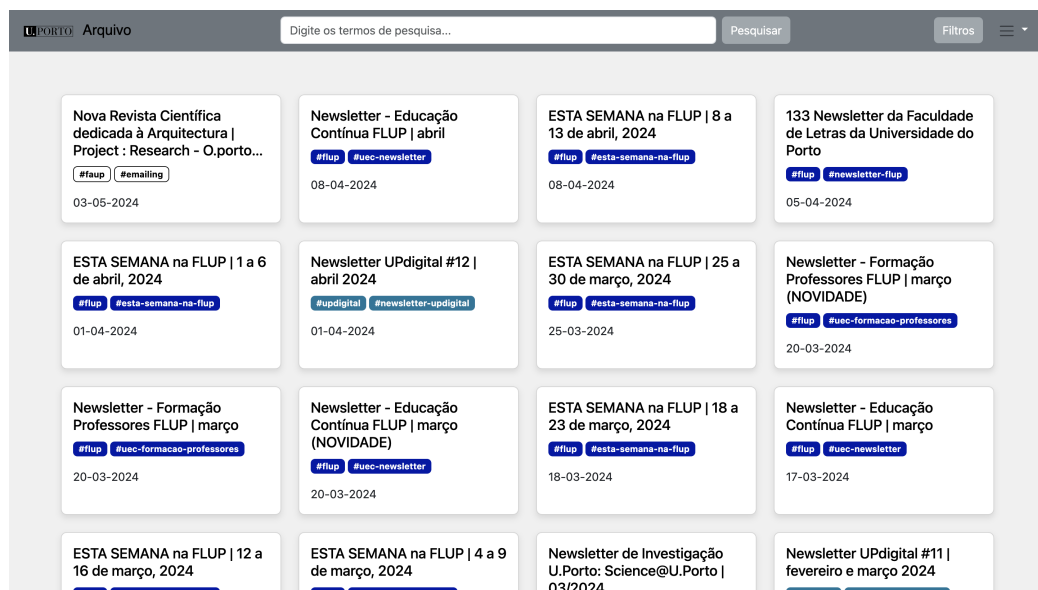 U.PORTO Arquivo
Digite os termos de pesquisa...
Pesquisar
Filtros
Nova Revista Científica
dedicada à Arquitectura |
Project : Research - O.porto...
#faup #emailing
03-05-2024
Newsletter - Educação
Contínua FLUP | abril
#flup #uec-newsletter
08-04-2024
ESTA SEMANA na FLUP | 8 a
13 de abril, 2024
#flup #esta-semana-na-flup
08-04-2024
133 Newsletter da Faculdade
de Letras da Universidade do
Porto
#flup #newsletter-flup
05-04-2024
ESTA SEMANA na FLUP | 1 a 6
de abril, 2024
#flup #esta-semana-na-flup
01-04-2024
Newsletter UPdigital #12 |
abril 2024
#updigital #newsletter-updigital
01-04-2024
ESTA SEMANA na FLUP | 25 a
30 de março, 2024
#flup #esta-semana-na-flup
25-03-2024
Newsletter - Formação
Professores FLUP | março
(NOVIDADE)
#flup #uec-formacao-professores
20-03-2024
Newsletter - Formação
Professores FLUP | março
#flup #uec-formacao-professores
20-03-2024
Newsletter - Educação
Contínua FLUP | março
(NOVIDADE)
#flup #uec-newsletter
20-03-2024
ESTA SEMANA na FLUP | 18 a
23 de março, 2024
#flup #esta-semana-na-flup
18-03-2024
Newsletter - Educação
Contínua FLUP | março
#flup #uec-newsletter
17-03-2024
ESTA SEMANA na FLUP | 12 a
16 de março, 2024
ESTA SEMANA na FLUP | 4 a 9
de março, 2024
Newsletter de Investigação
U.Porto: Science@U.Porto |
03/2024
Newsletter UPdigital #11 |
fevereiro e março 2024